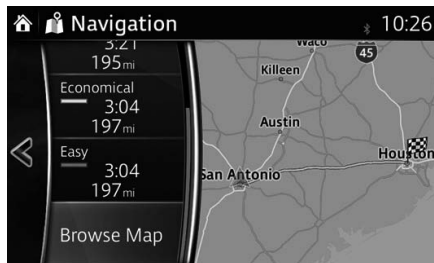 Navigation
10:26
3:21
195mi
Economical
3:04
197mi
Easy
3:04
197mi
Browse Map
Waco
45
Killeen
Austin
Houston
San Antonio